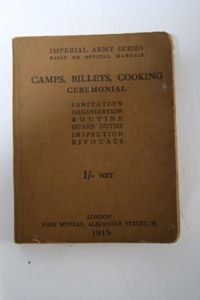 IMPERIAL ARMY SERIES
BASED ON OFFICIAL MANUALS
CAMPS, BILLETS, COOKING
CEREMONIAL
SANITATION
ORGANIZATION
ROUTINE
GUARD DUTIES
INSPECTION
BIVOUACS
1/- NET
LONDON
JOHN MURRAY, ALBEMARLE STREET, W.
1915